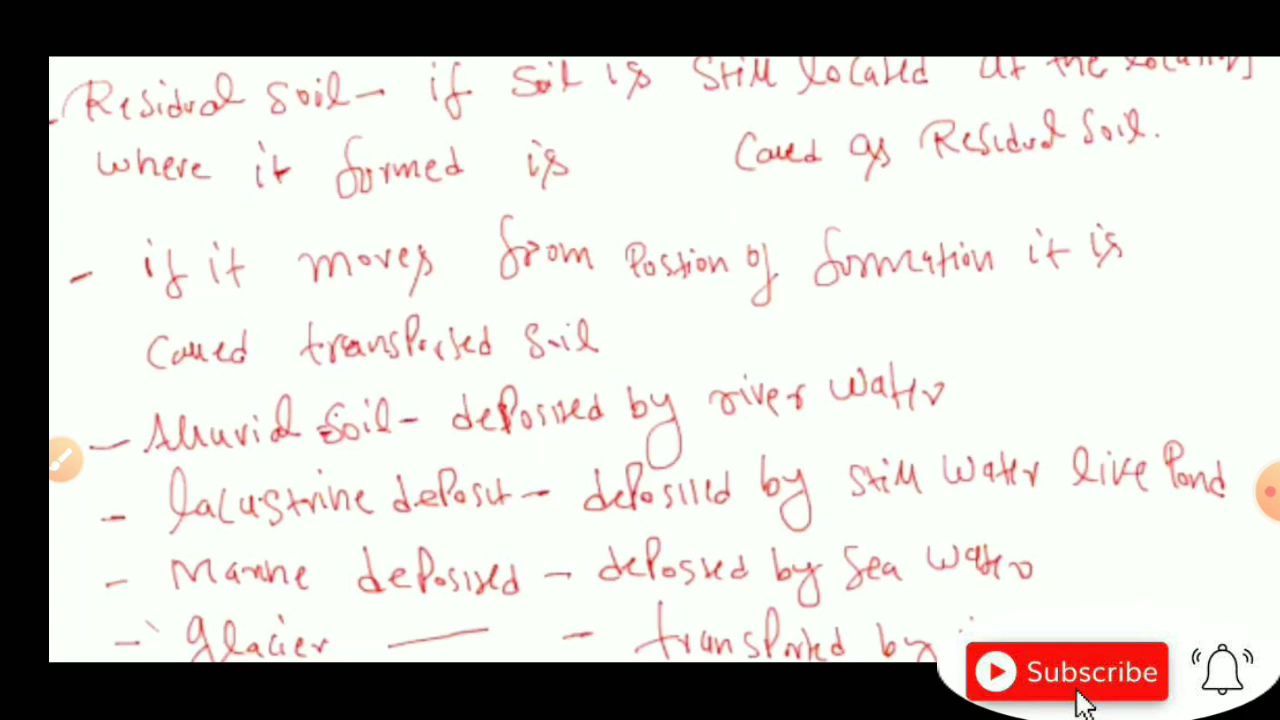 - Residual soil - if soil is still located at the location
where it formed is called as Residual soil.
- if it moves from Postion of formation it is
called transported soil
- Alluvial soil - deposited by river water
- lacustrine deposit - deposited by still water like Pond
- Marine deposited - deposited by Sea water
- glacier — - transported by
Subscribe